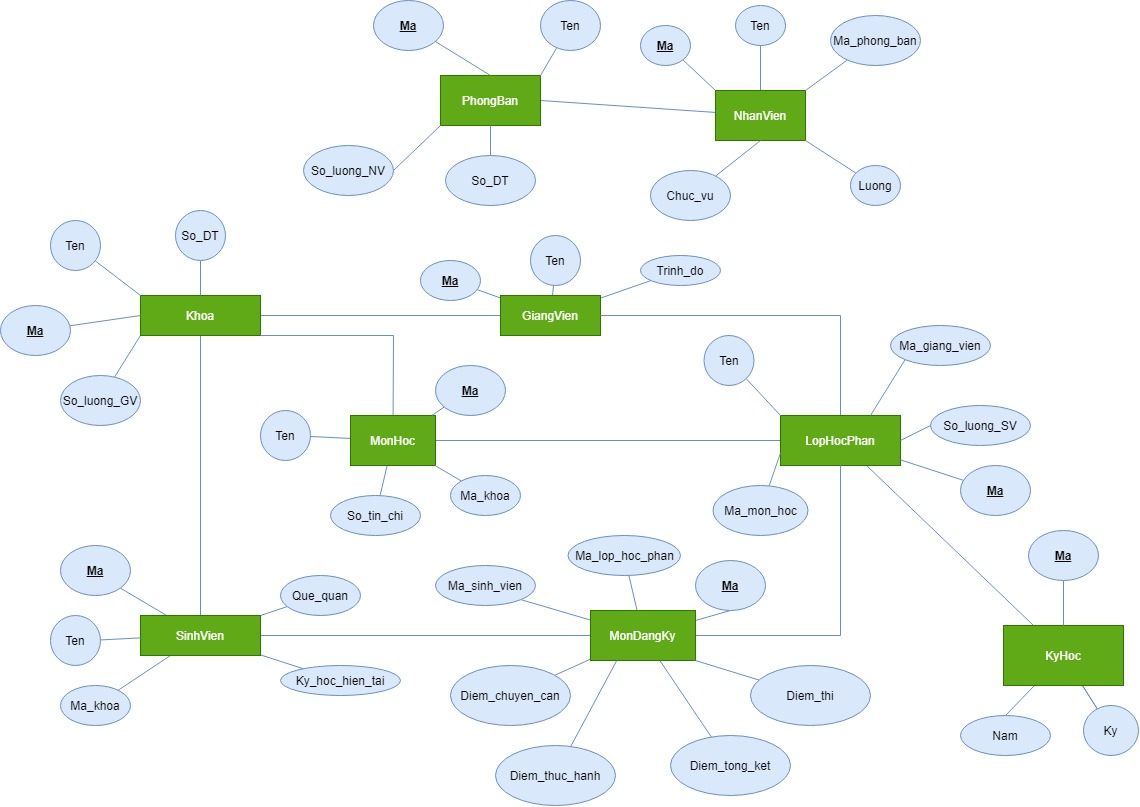 Ma
Ten
PhongBan
So_luong_NV
So_DT
Ma
Ten
Ma_phong_ban
NhanVien
Chuc_vu
Luong
Ten
So_DT
Ma
Khoa
So_luong_GV
Ma
Ten
Trinh_do
GiangVien
Ma
Ten
MonHoc
So_tin_chi
Ma_khoa
Ten
Ma_giang_vien
So_luong_SV
LopHocPhan
Ma
Ma_mon_hoc
Ma
Ten
SinhVien
Ma_khoa
Que_quan
Ky_hoc_hien_tai
Ma_sinh_vien
Ma_lop_hoc_phan
Ma
MonDangKy
Diem_chuyen_can
Diem_thuc_hanh
Diem_tong_ket
Diem_thi
Ma
KyHoc
Nam
Ky